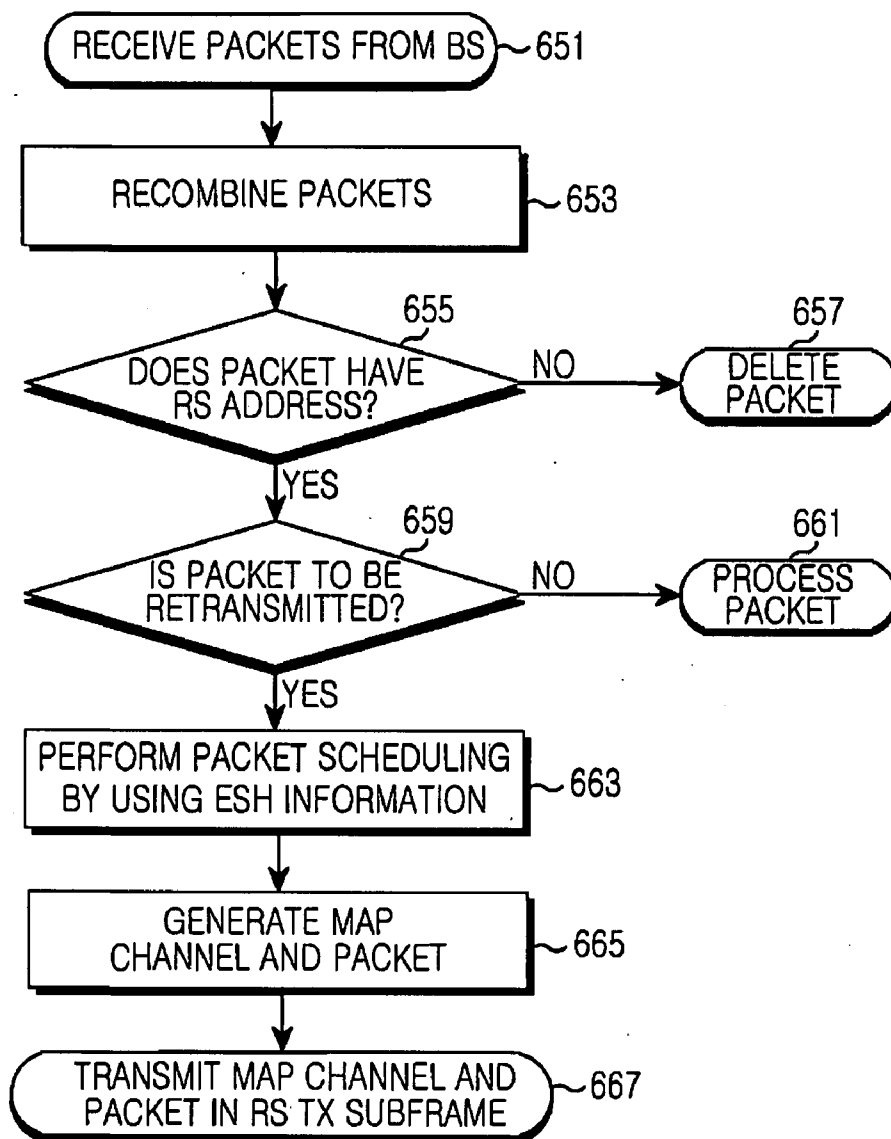 RECEIVE PACKETS FROM BS
651
RECOMBINE PACKETS
653
655
DOES PACKET HAVE
RS ADDRESS?
NO
657
DELETE
PACKET
YES
659
IS PACKET TO BE
RETRANSMITTED?
NO
661
PROCESS
PACKET
YES
PERFORM PACKET SCHEDULING
BY USING ESH INFORMATION
663
GENERATE MAP
CHANNEL AND PACKET
665
TRANSMIT MAP CHANNEL AND
PACKET IN RS TX SUBFRAME
667